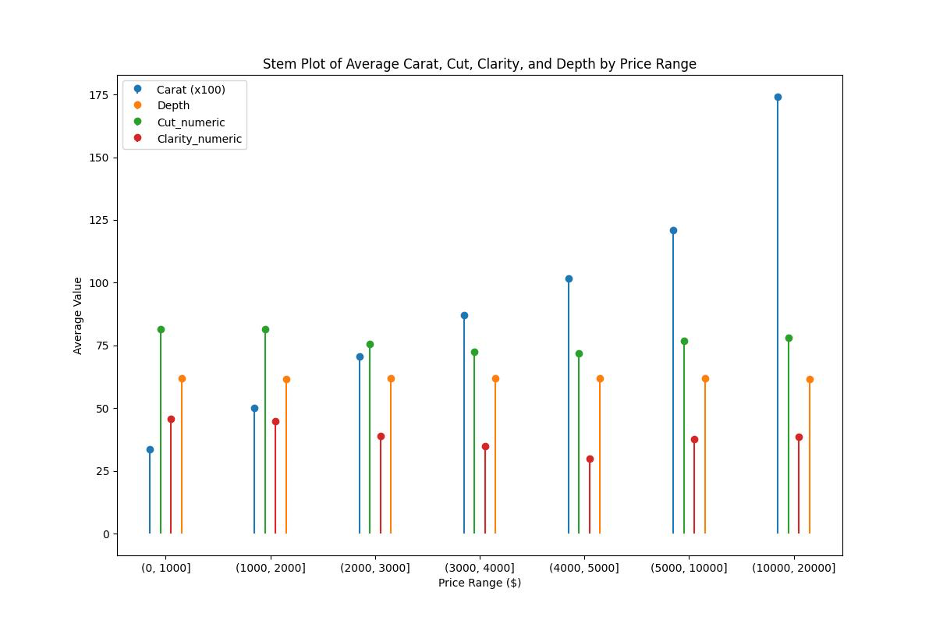 Stem Plot of Average Carat, Cut, Clarity, and Depth by Price Range
Carat (x100)
Depth
Cut_numeric
Clarity_numeric
175
150
125
100
75
50
25
0
Average Value
(0, 1000] (1000, 2000] (2000, 3000] (3000, 4000] (4000, 5000] (5000, 10000] (10000, 20000]
Price Range ($)